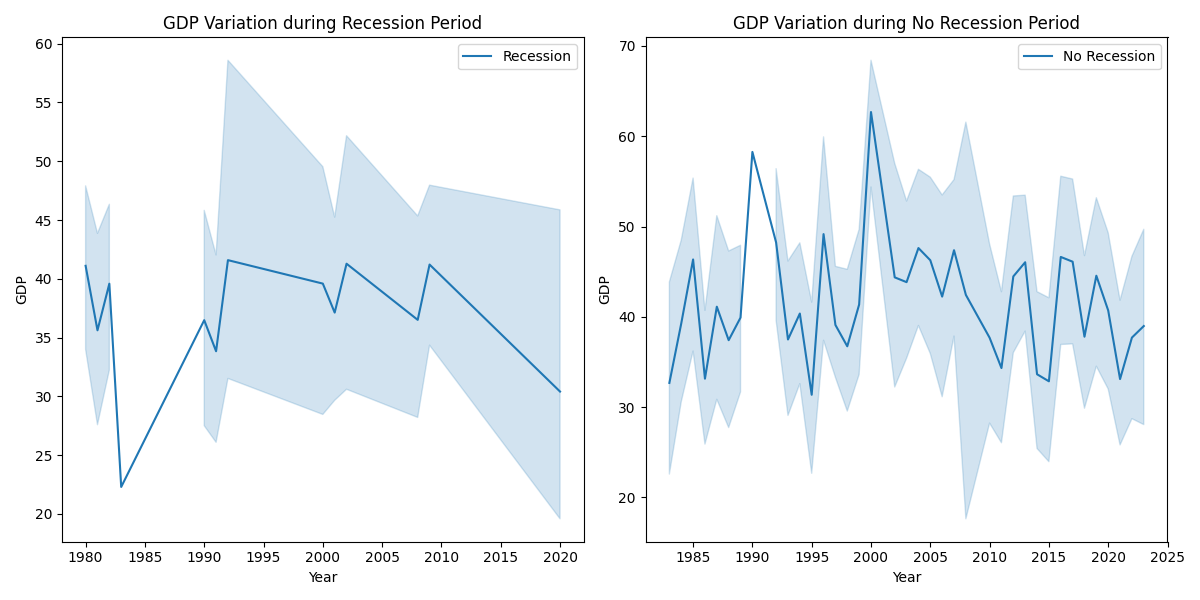 GDP Variation during Recession Period
Recession
60
55
50
45
40
35
30
25
20
GDP
1980 1985 1990 1995 2000 2005 2010 2015 2020
Year
GDP Variation during No Recession Period
No Recession
70
60
50
40
30
20
GDP
1985 1990 1995 2000 2005 2010 2015 2020 2025
Year